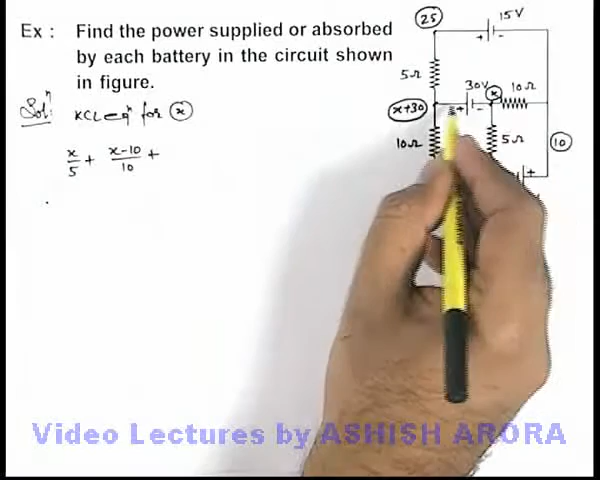 Ex : Find the power supplied or absorbed
by each battery in the circuit shown
in figure.
Solⁿ: KCL eqⁿ for (x)
x/5 + x-10/10 +
25
15V
+ -
5Ω
30V
x
10Ω
x+30
+ -
10Ω
5Ω
10
+
Video Lectures by ASHISH ARORA